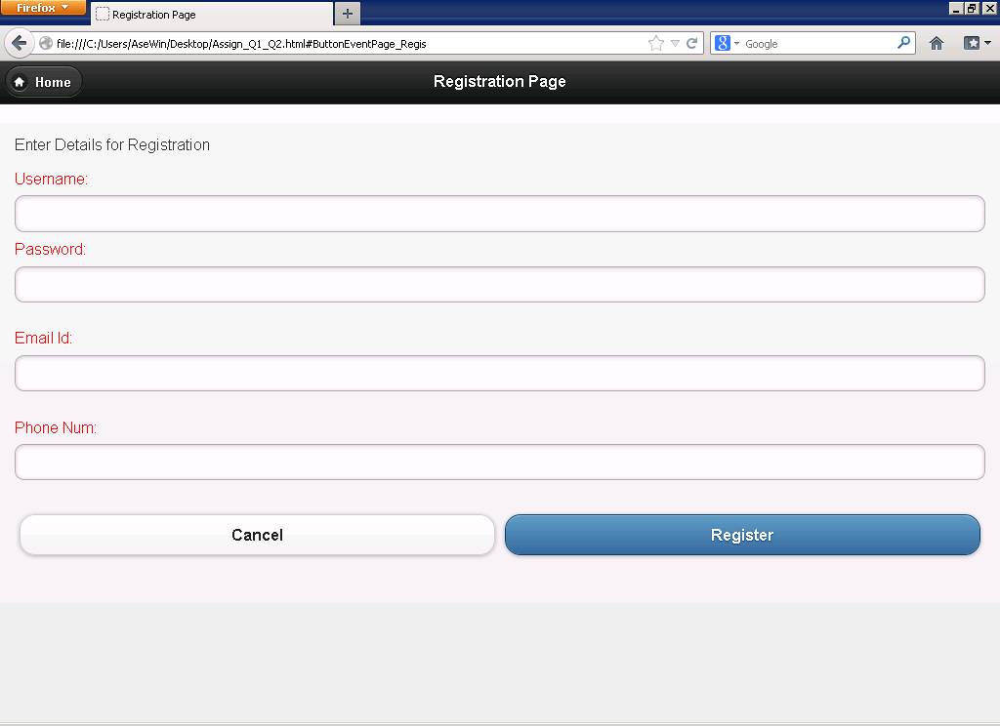 Firefox
Registration Page
file:///C:/Users/AseWin/Desktop/Assign_Q1_Q2.html#ButtonEventPage_Regis
Google
Home
Registration Page
Enter Details for Registration
Username:
Password:
Email Id:
Phone Num:
Cancel
Register